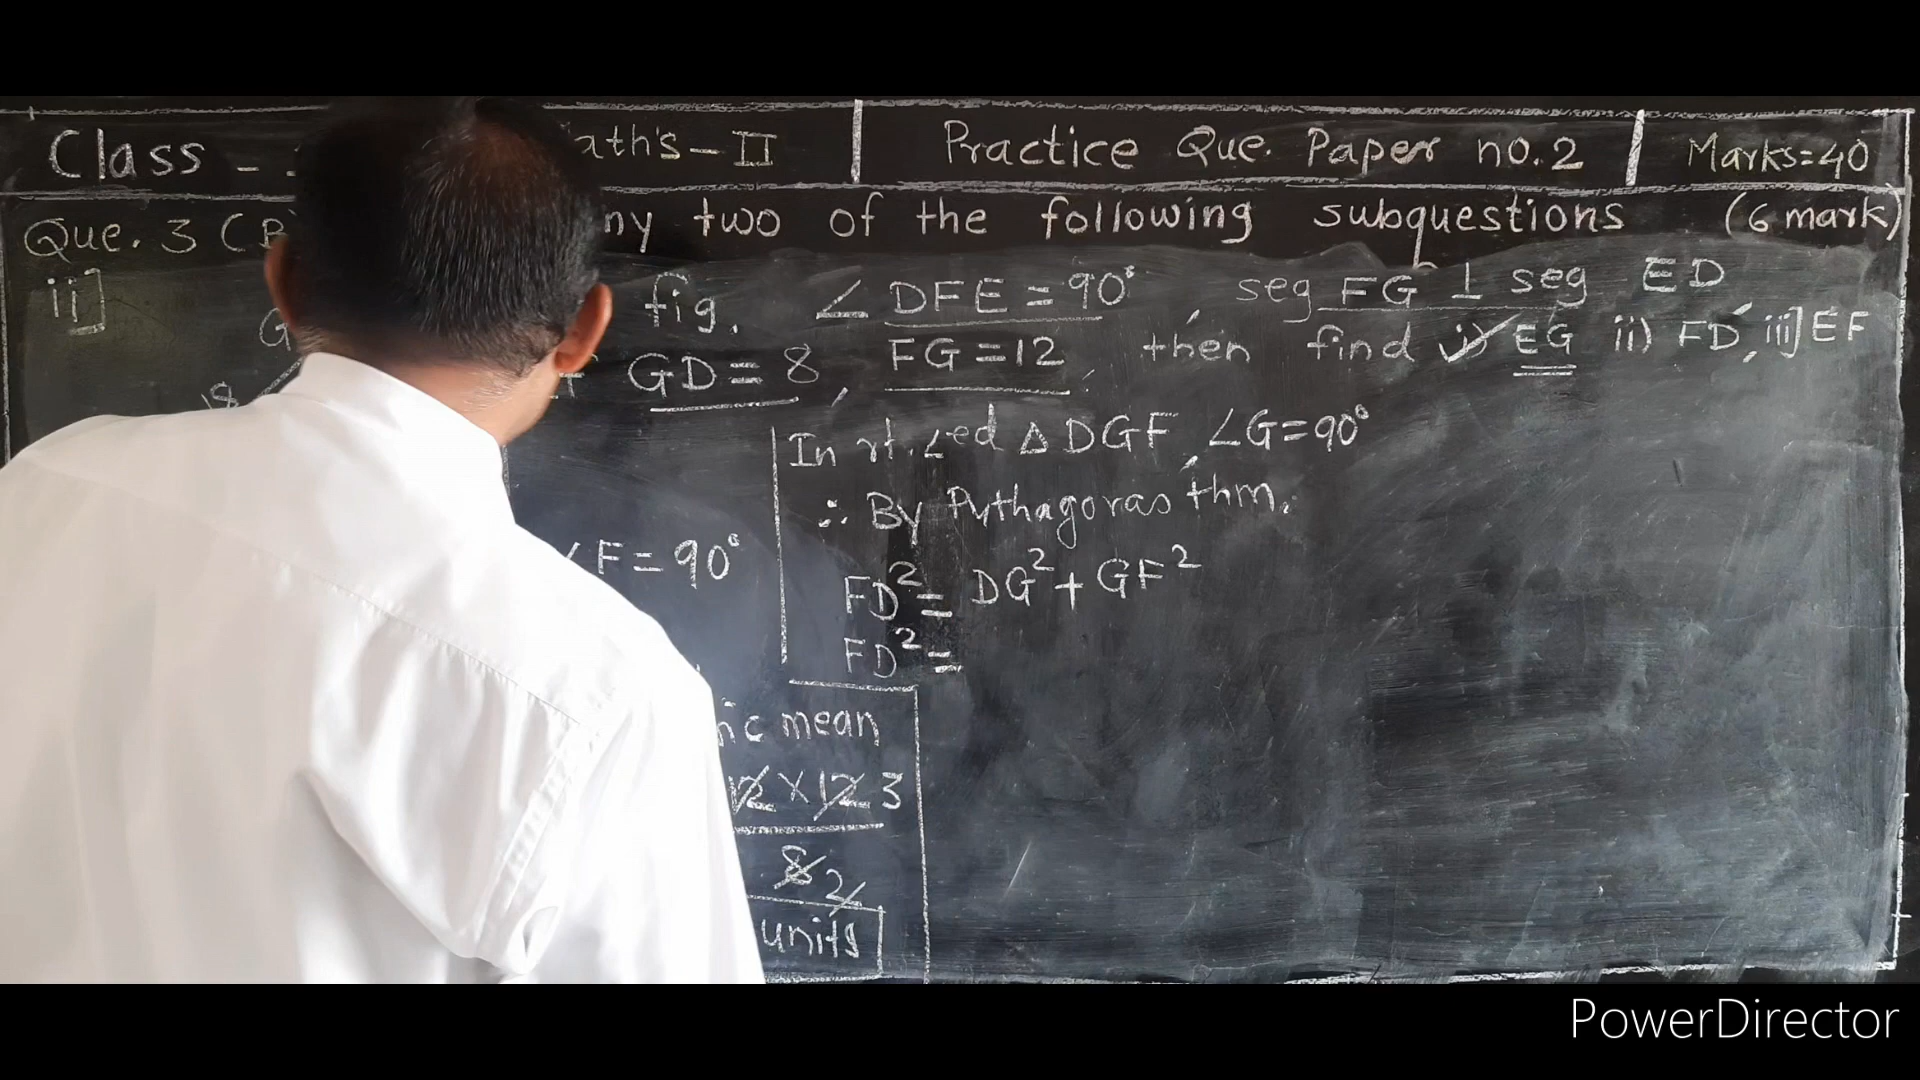 Class - ath's - II Practice Que. Paper no. 2 Marks=40
Que. 3 (B) ny two of the following subquestions (6 mark)
ii] fig. ∠DFE = 90°, seg FG ⊥ seg ED
GD = 8, FG = 12, then find i) EG ii) FD, iii] EF
G
8
In rt.∠ed △DGF, ∠G=90°
∴ By Pythagoras thm.
∠F = 90°
FD² = DG² + GF²
FD² =
ic mean
12 × 12 3
8 2
units
PowerDirector